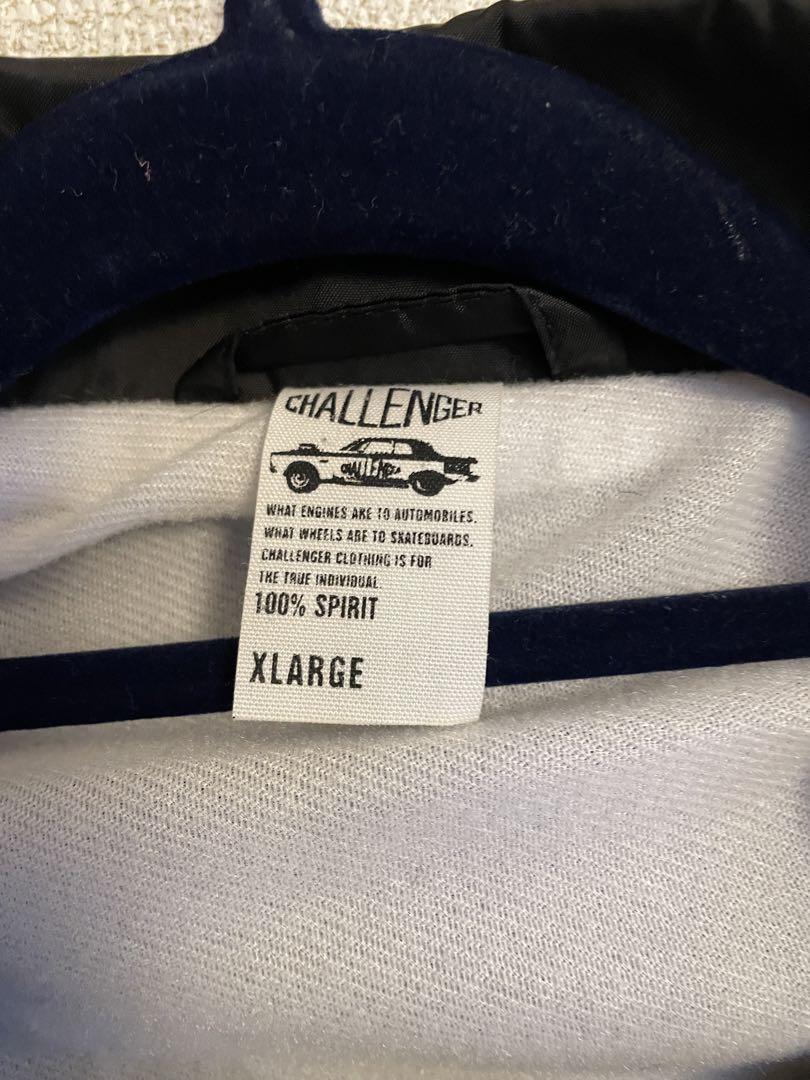 CHALLENGER
CHALLENGER
WHAT ENGINES ARE TO AUTOMOBILES.
WHAT WHEELS ARE TO SKATEBOARDS.
CHALLENGER CLOTHING IS FOR
THE TRUE INDIVIDUAL
100% SPIRIT
XLARGE